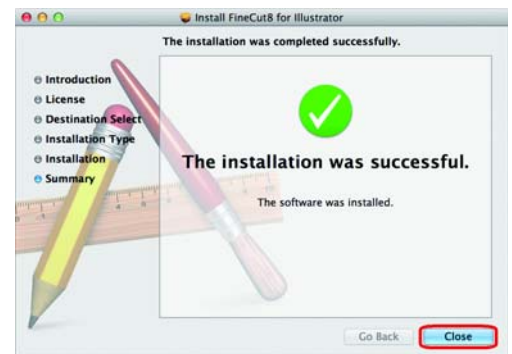 Install FineCut8 for Illustrator
The installation was completed successfully.
Introduction
License
Destination Select
Installation Type
Installation
Summary
The installation was successful.
The software was installed.
Go Back
Close